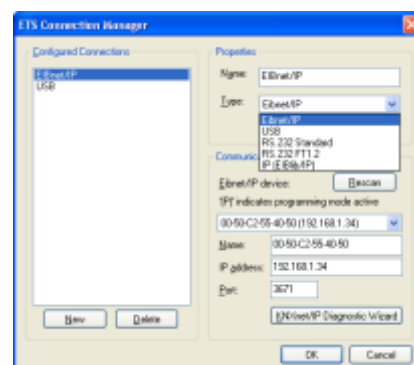 ETS Connection Manager
Configured Connections
EIBnet/IP
USB
New
Delete
Properties
Name:
EIBnet/IP
Type:
Eibnet/IP
Eibnet/IP
USB
RS.232 Standard
RS.232 FT1.2
IP (EIBlib/IP)
Communic
Eibnet/IP device:
Rescan
'(P)' indicates programming mode active
00-50-C2-55-40-50 (192.168.1.34)
Name:
00-50-C2-55-40-50
IP address:
192.168.1.34
Port:
3671
KNXnet/IP Diagnostic Wizard
OK
Cancel